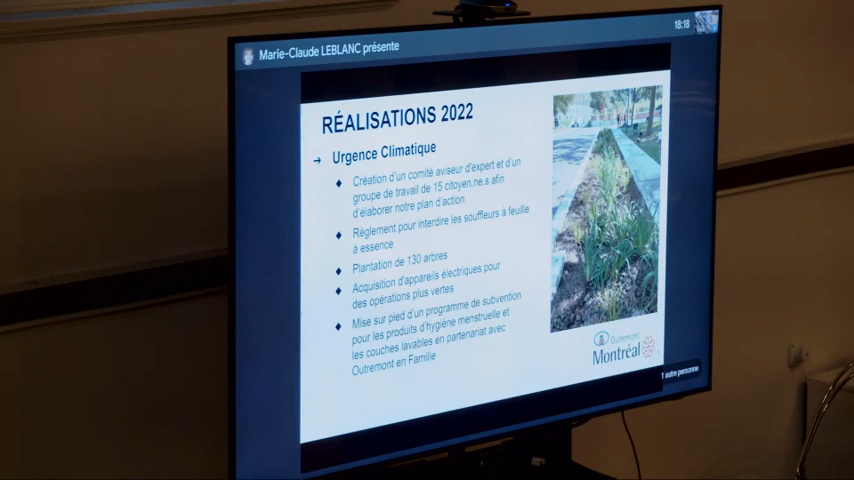 Marie-Claude LEBLANC présente
18:18
RÉALISATIONS 2022
→ Urgence Climatique
♦ Création d'un comité aviseur d'expert et d'un
groupe de travail de 15 citoyen.ne.s afin
d'élaborer notre plan d'action
♦ Règlement pour interdire les souffleurs à feuille
à essence
♦ Plantation de 130 arbres
♦ Acquisition d'appareils électriques pour
des opérations plus vertes
♦ Mise sur pied d'un programme de subvention
pour les produits d'hygiène menstruelle et
les couches lavables en partenariat avec
Outremont en Famille
Outremont
Montréal
1 autre personne